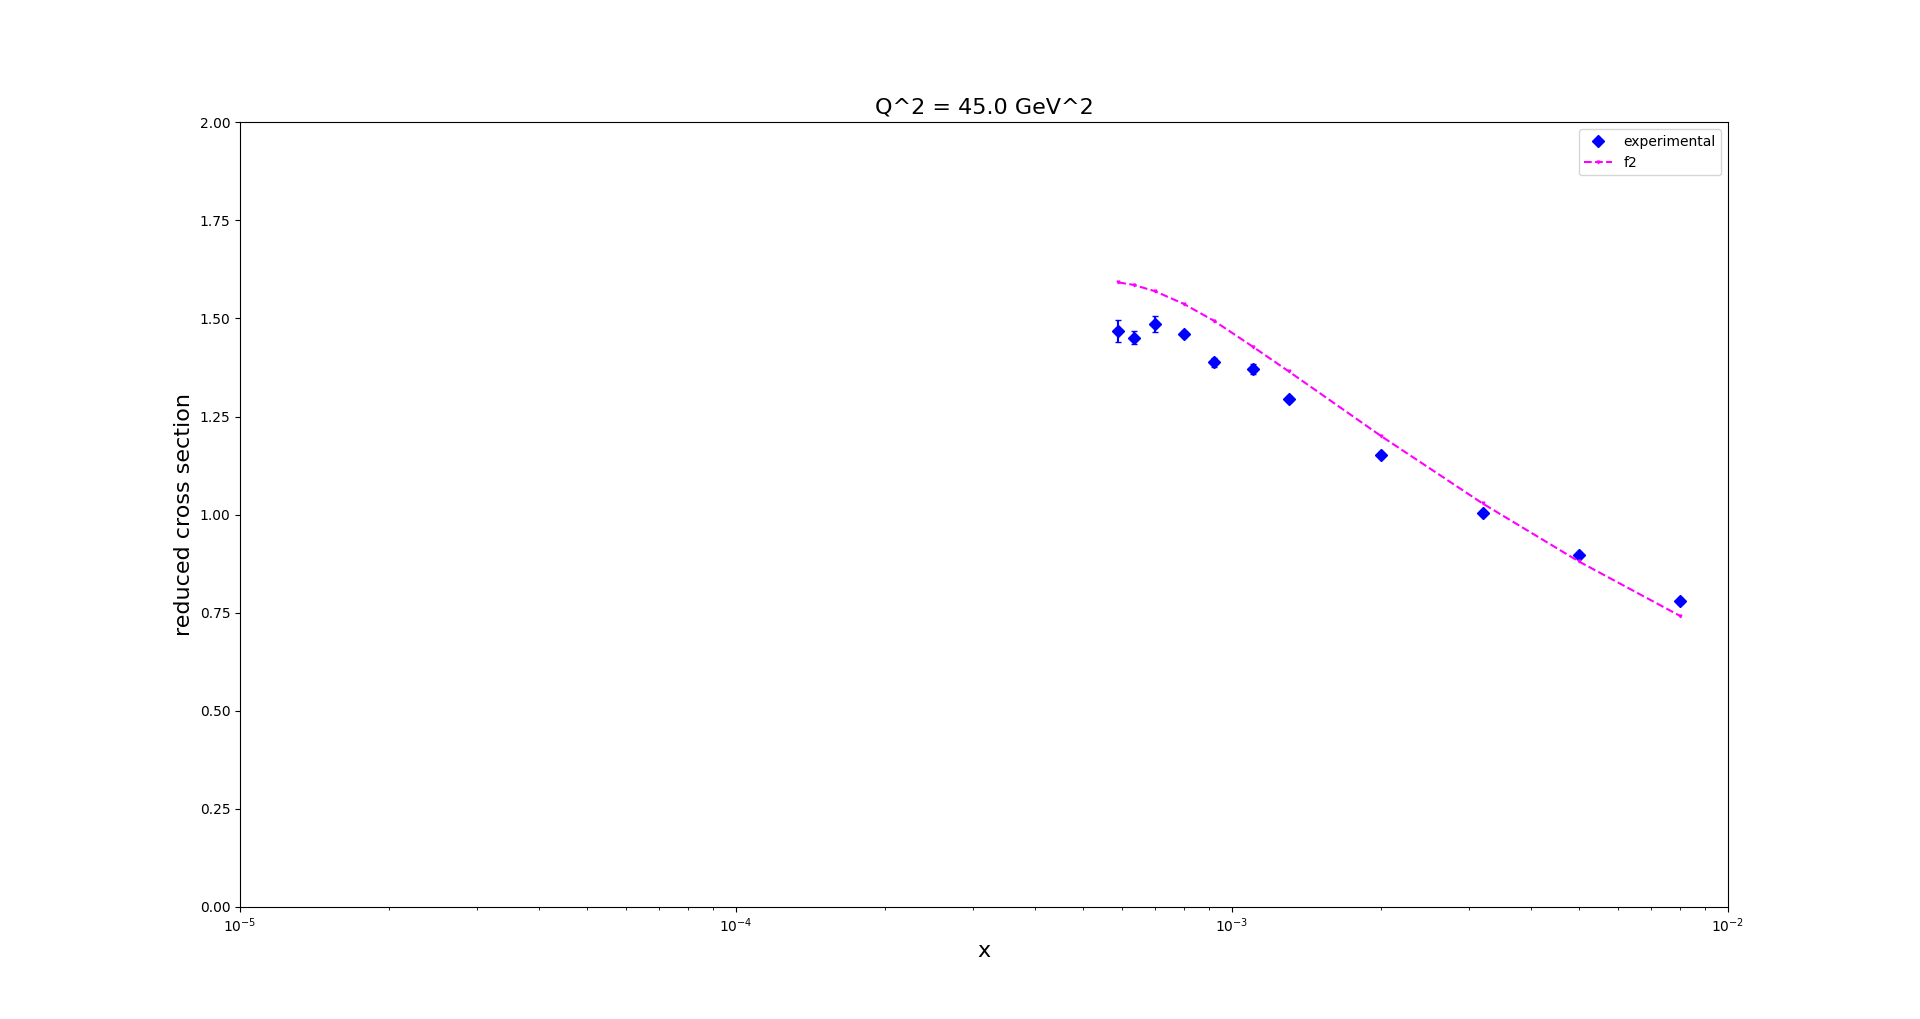 Q^2 = 45.0 GeV^2
experimental
f2
2.00
1.75
1.50
1.25
1.00
0.75
0.50
0.25
0.00
reduced cross section
10⁻⁵ 10⁻⁴ 10⁻³ 10⁻²
x